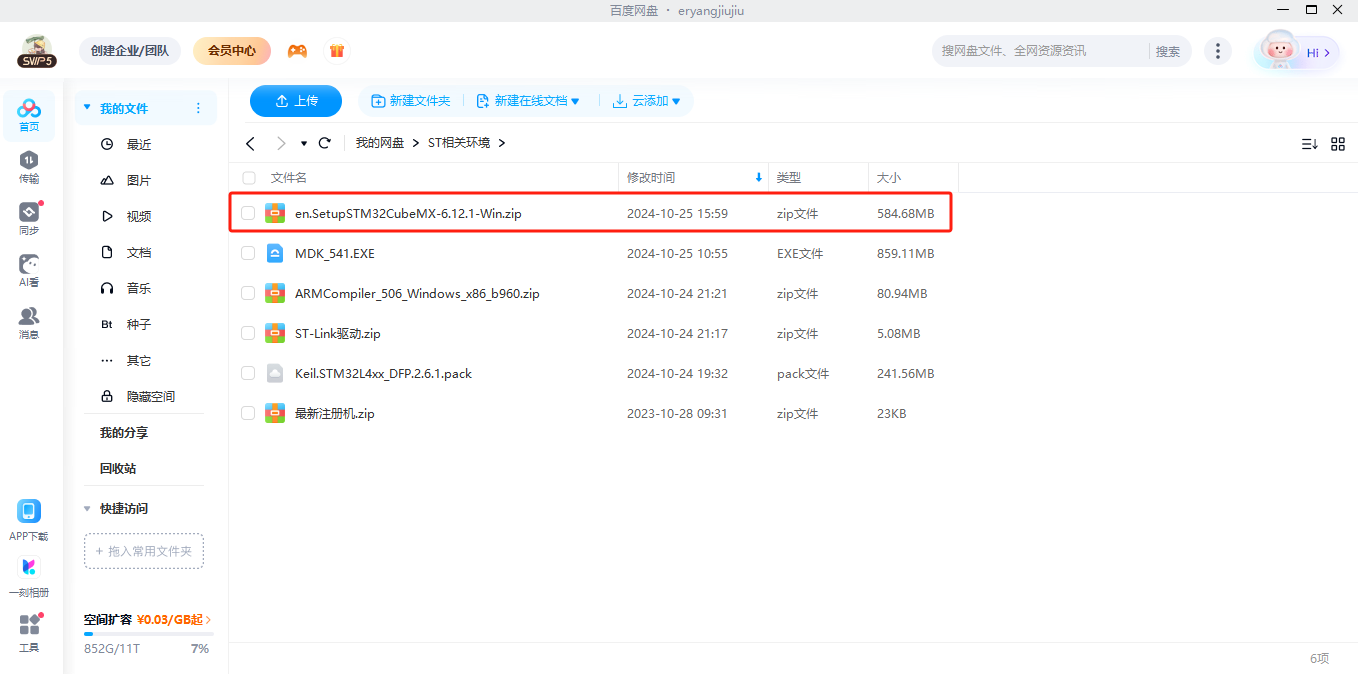 百度网盘 · eryangjiujiu
SVIP5
创建企业/团队
会员中心
搜网盘文件、全网资源资讯
搜索
Hi >
首页
传输
同步
AI看
消息
APP下载
一刻相册
工具
我的文件
最近
图片
视频
文档
音乐
Bt 种子
其它
隐藏空间
我的分享
回收站
快捷访问
+ 拖入常用文件夹
空间扩容 ¥0.03/GB起 >
852G/11T 7%
上传
新建文件夹
新建在线文档
云添加
我的网盘 > ST相关环境 >
文件名 修改时间 类型 大小
en.SetupSTM32CubeMX-6.12.1-Win.zip 2024-10-25 15:59 zip文件 584.68MB
MDK_541.EXE 2024-10-25 10:55 EXE文件 859.11MB
ARMCompiler_506_Windows_x86_b960.zip 2024-10-24 21:21 zip文件 80.94MB
ST-Link驱动.zip 2024-10-24 21:17 zip文件 5.08MB
Keil.STM32L4xx_DFP.2.6.1.pack 2024-10-24 19:32 pack文件 241.56MB
最新注册机.zip 2023-10-28 09:31 zip文件 23KB
6项